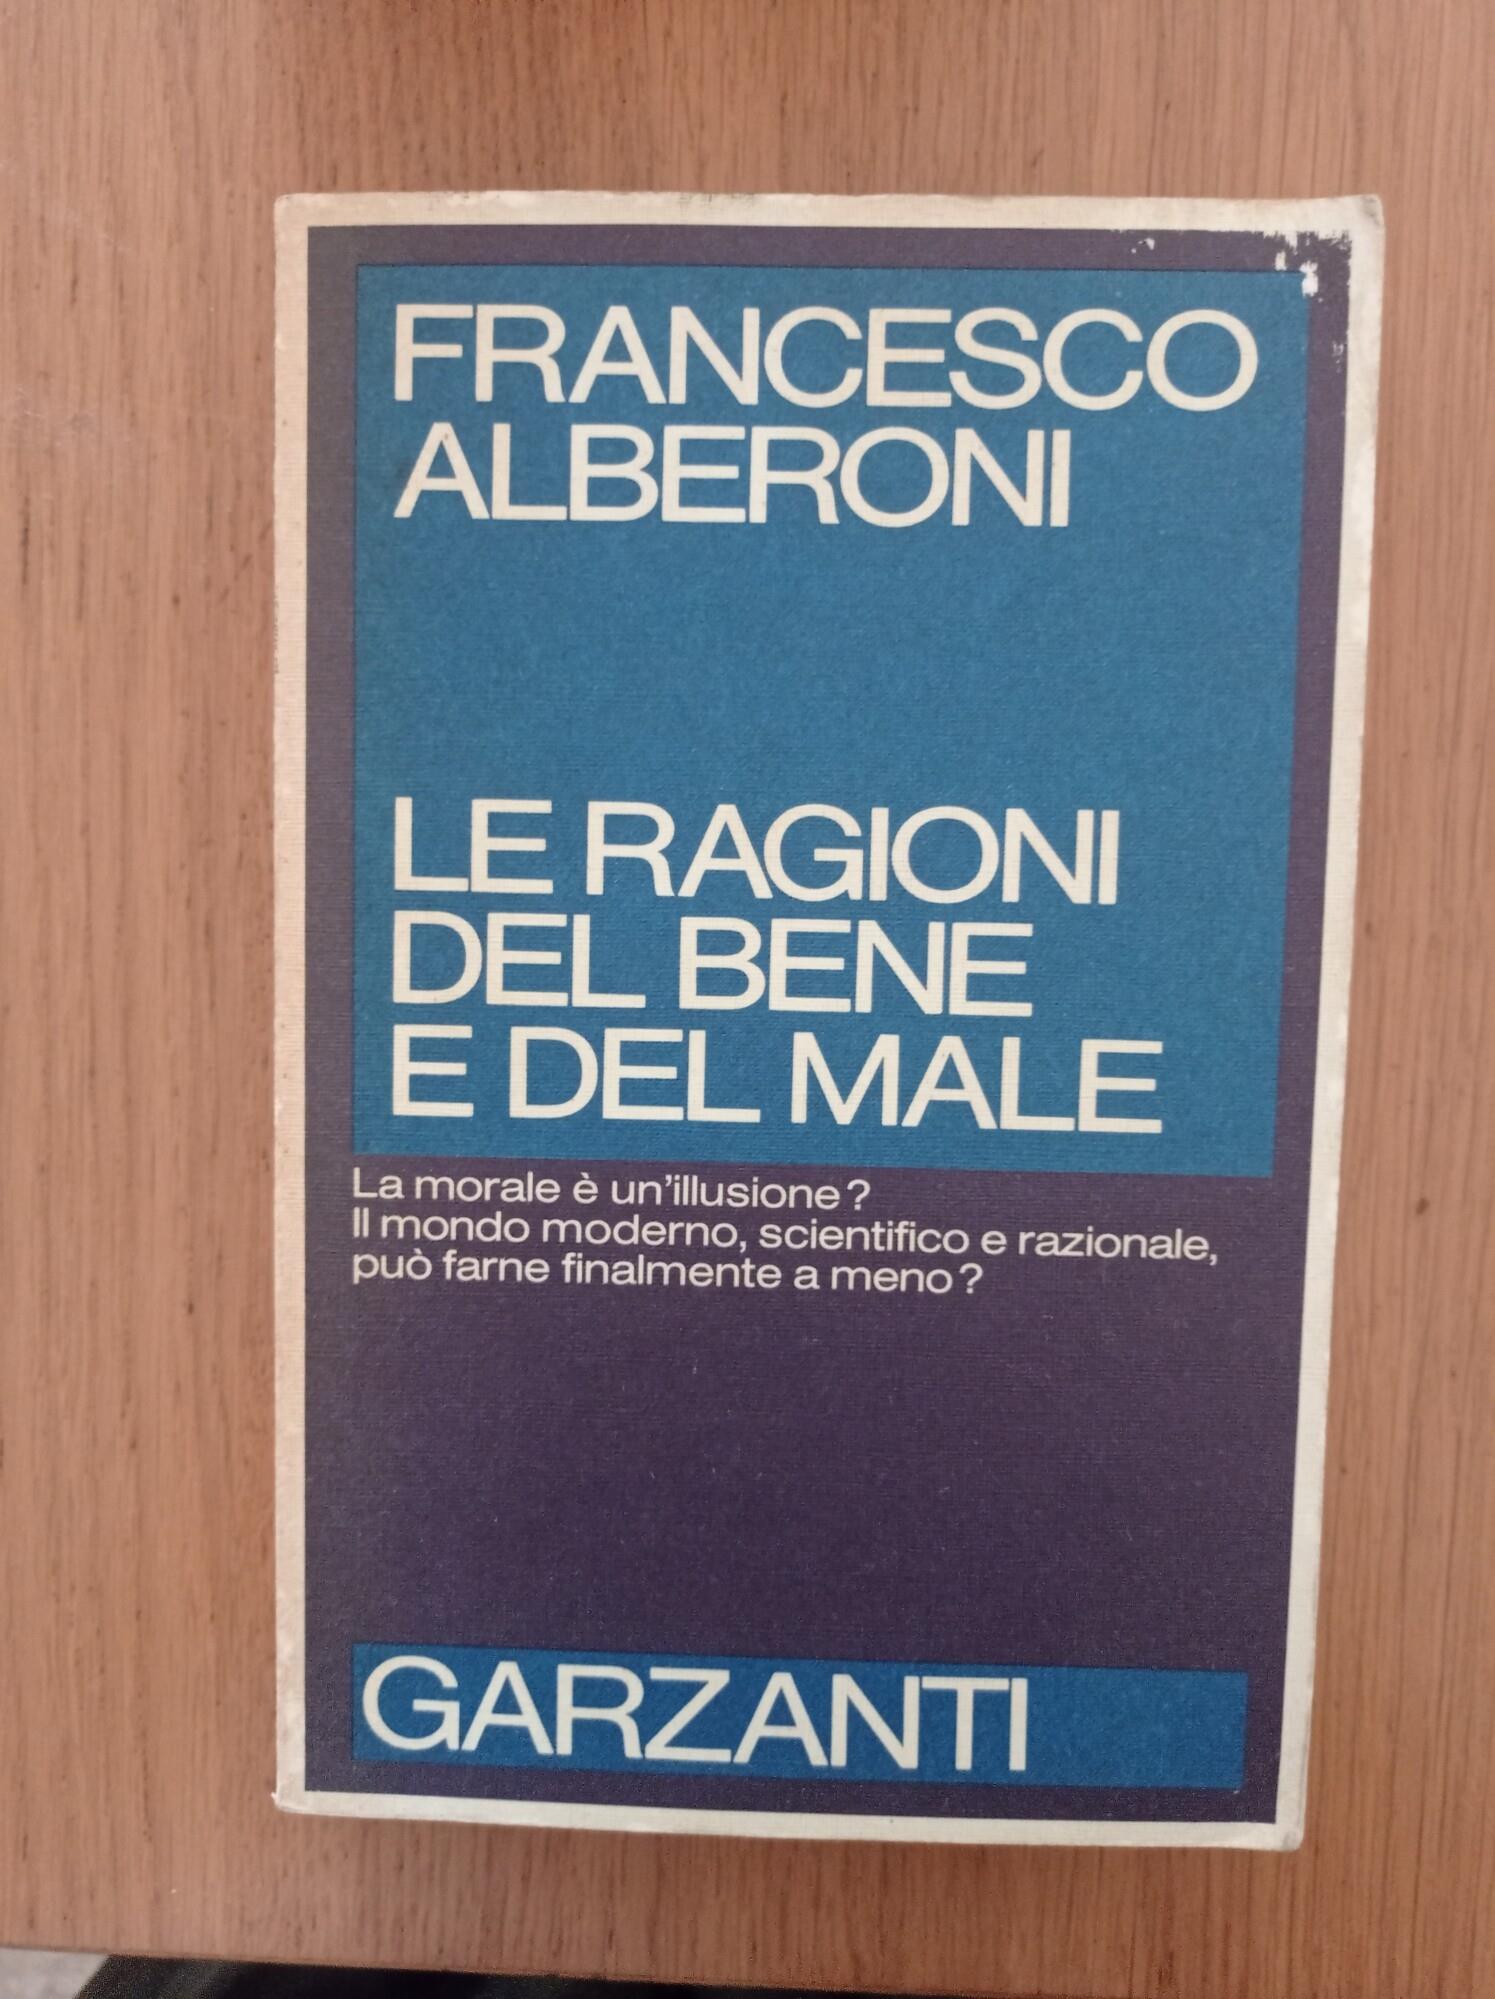 FRANCESCO
ALBERONI
LE RAGIONI
DEL BENE
E DEL MALE
La morale è un'illusione?
Il mondo moderno, scientifico e razionale,
può farne finalmente a meno?
GARZANTI